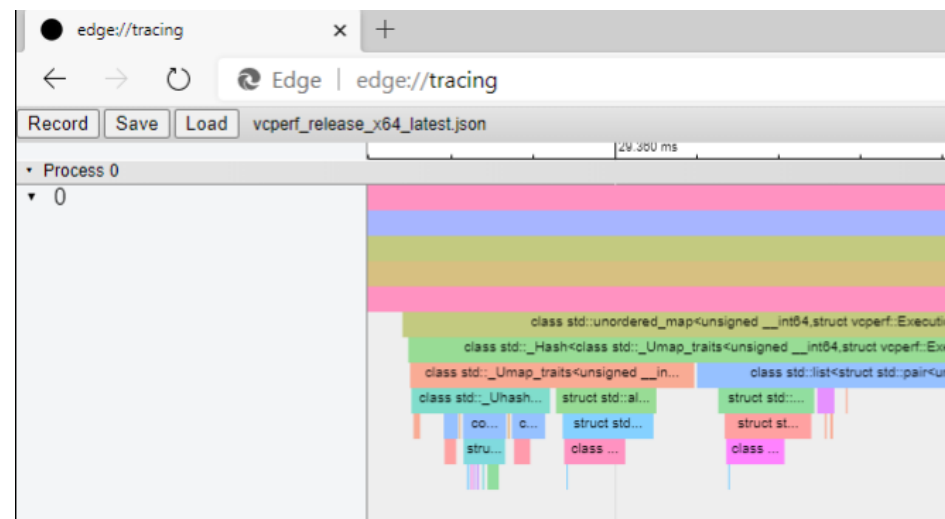 edge://tracing
Edge | edge://tracing
Record Save Load vcperf_release_x64_latest.json
29.380 ms
Process 0
0
class std::unordered_map<unsigned __int64,struct vcperf::Executi
class std::_Hash<class std::_Umap_traits<unsigned __int64,struct vcperf::Exe
class std::_Umap_traits<unsigned __in... class std::list<struct std::pair<un
class std::_Uhash... struct std::al... struct std::...
co... c... struct std... struct st...
stru... class ... class ...